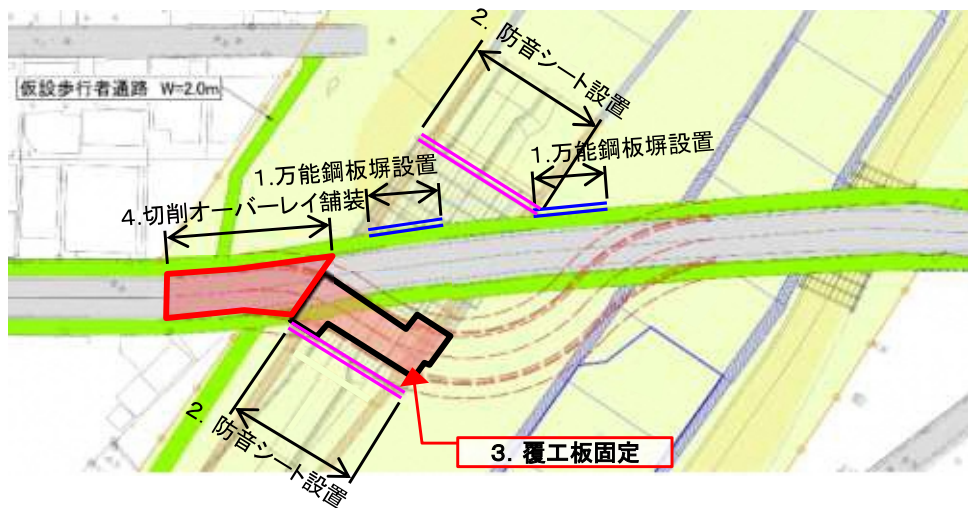 2. 防音シート設置
仮設歩行者通路 W=2.0m
1.万能鋼板塀設置
1.万能鋼板塀設置
4.切削オーバーレイ舗装
2. 防音シート設置
3. 覆工板固定